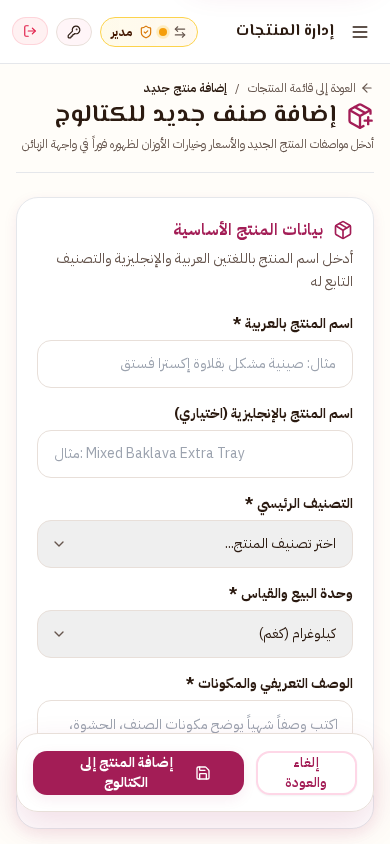 إدارة المنتجات
مدير
العودة إلى قائمة المنتجات / إضافة منتج جديد
إضافة صنف جديد للكتالوج
أدخل مواصفات المنتج الجديد والأسعار وخيارات الأوزان لظهوره فوراً في واجهة الزبائن
بيانات المنتج الأساسية
أدخل اسم المنتج باللغتين العربية والإنجليزية والتصنيف
التابع له
اسم المنتج بالعربية *
مثال: صينية مشكل بقلاوة إكسترا فستق
اسم المنتج بالإنجليزية (اختياري)
مثال: Mixed Baklava Extra Tray
التصنيف الرئيسي *
اختر تصنيف المنتج...
وحدة البيع والقياس *
كيلوغرام (كغم)
الوصف التعريفي والمكونات *
اكتب وصفاً شهياً يوضح مكونات الصنف، الحشوة،
إضافة المنتج إلى
الكتالوج
إلغاء
والعودة